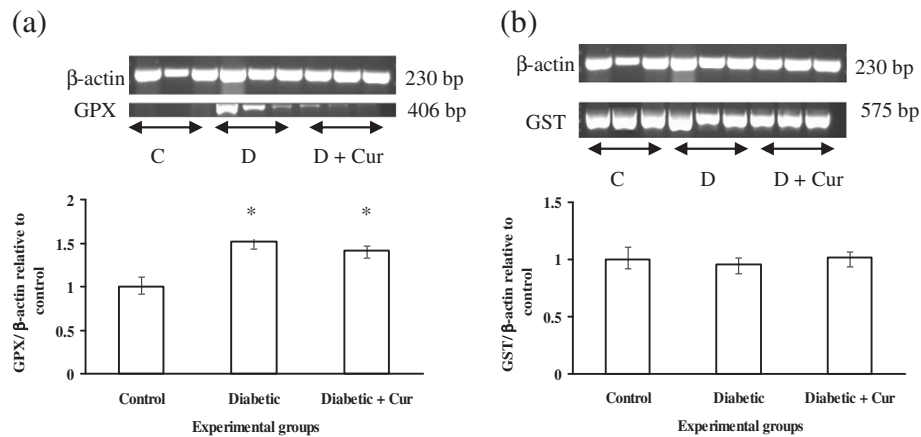 (a)
β-actin 230 bp
GPX 406 bp
C D D + Cur
GPX/ β-actin relative to
control
2
1.5
1
0.5
0
* *
Control Diabetic Diabetic + Cur
Experimental groups
(b)
β-actin 230 bp
GST 575 bp
C D D + Cur
GST/ β-actin relative to
control
1.5
1
0.5
0
Control Diabetic Diabetic + Cur
Experimental groups